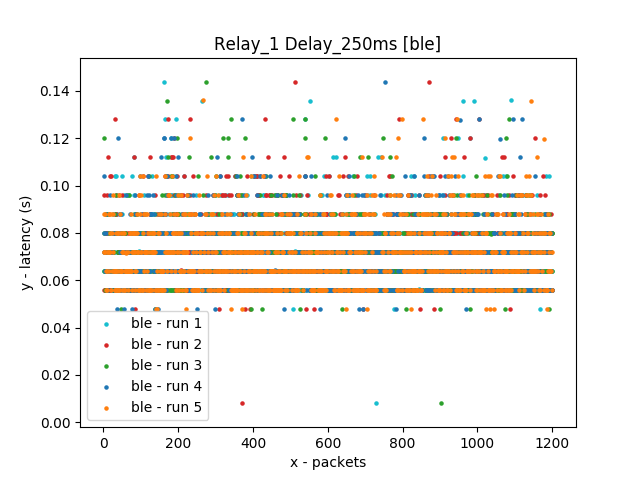 Relay_1 Delay_250ms [ble]
y - latency (s)
0.14
0.12
0.10
0.08
0.06
0.04
0.02
0.00
ble - run 1
ble - run 2
ble - run 3
ble - run 4
ble - run 5
0 200 400 600 800 1000 1200
x - packets